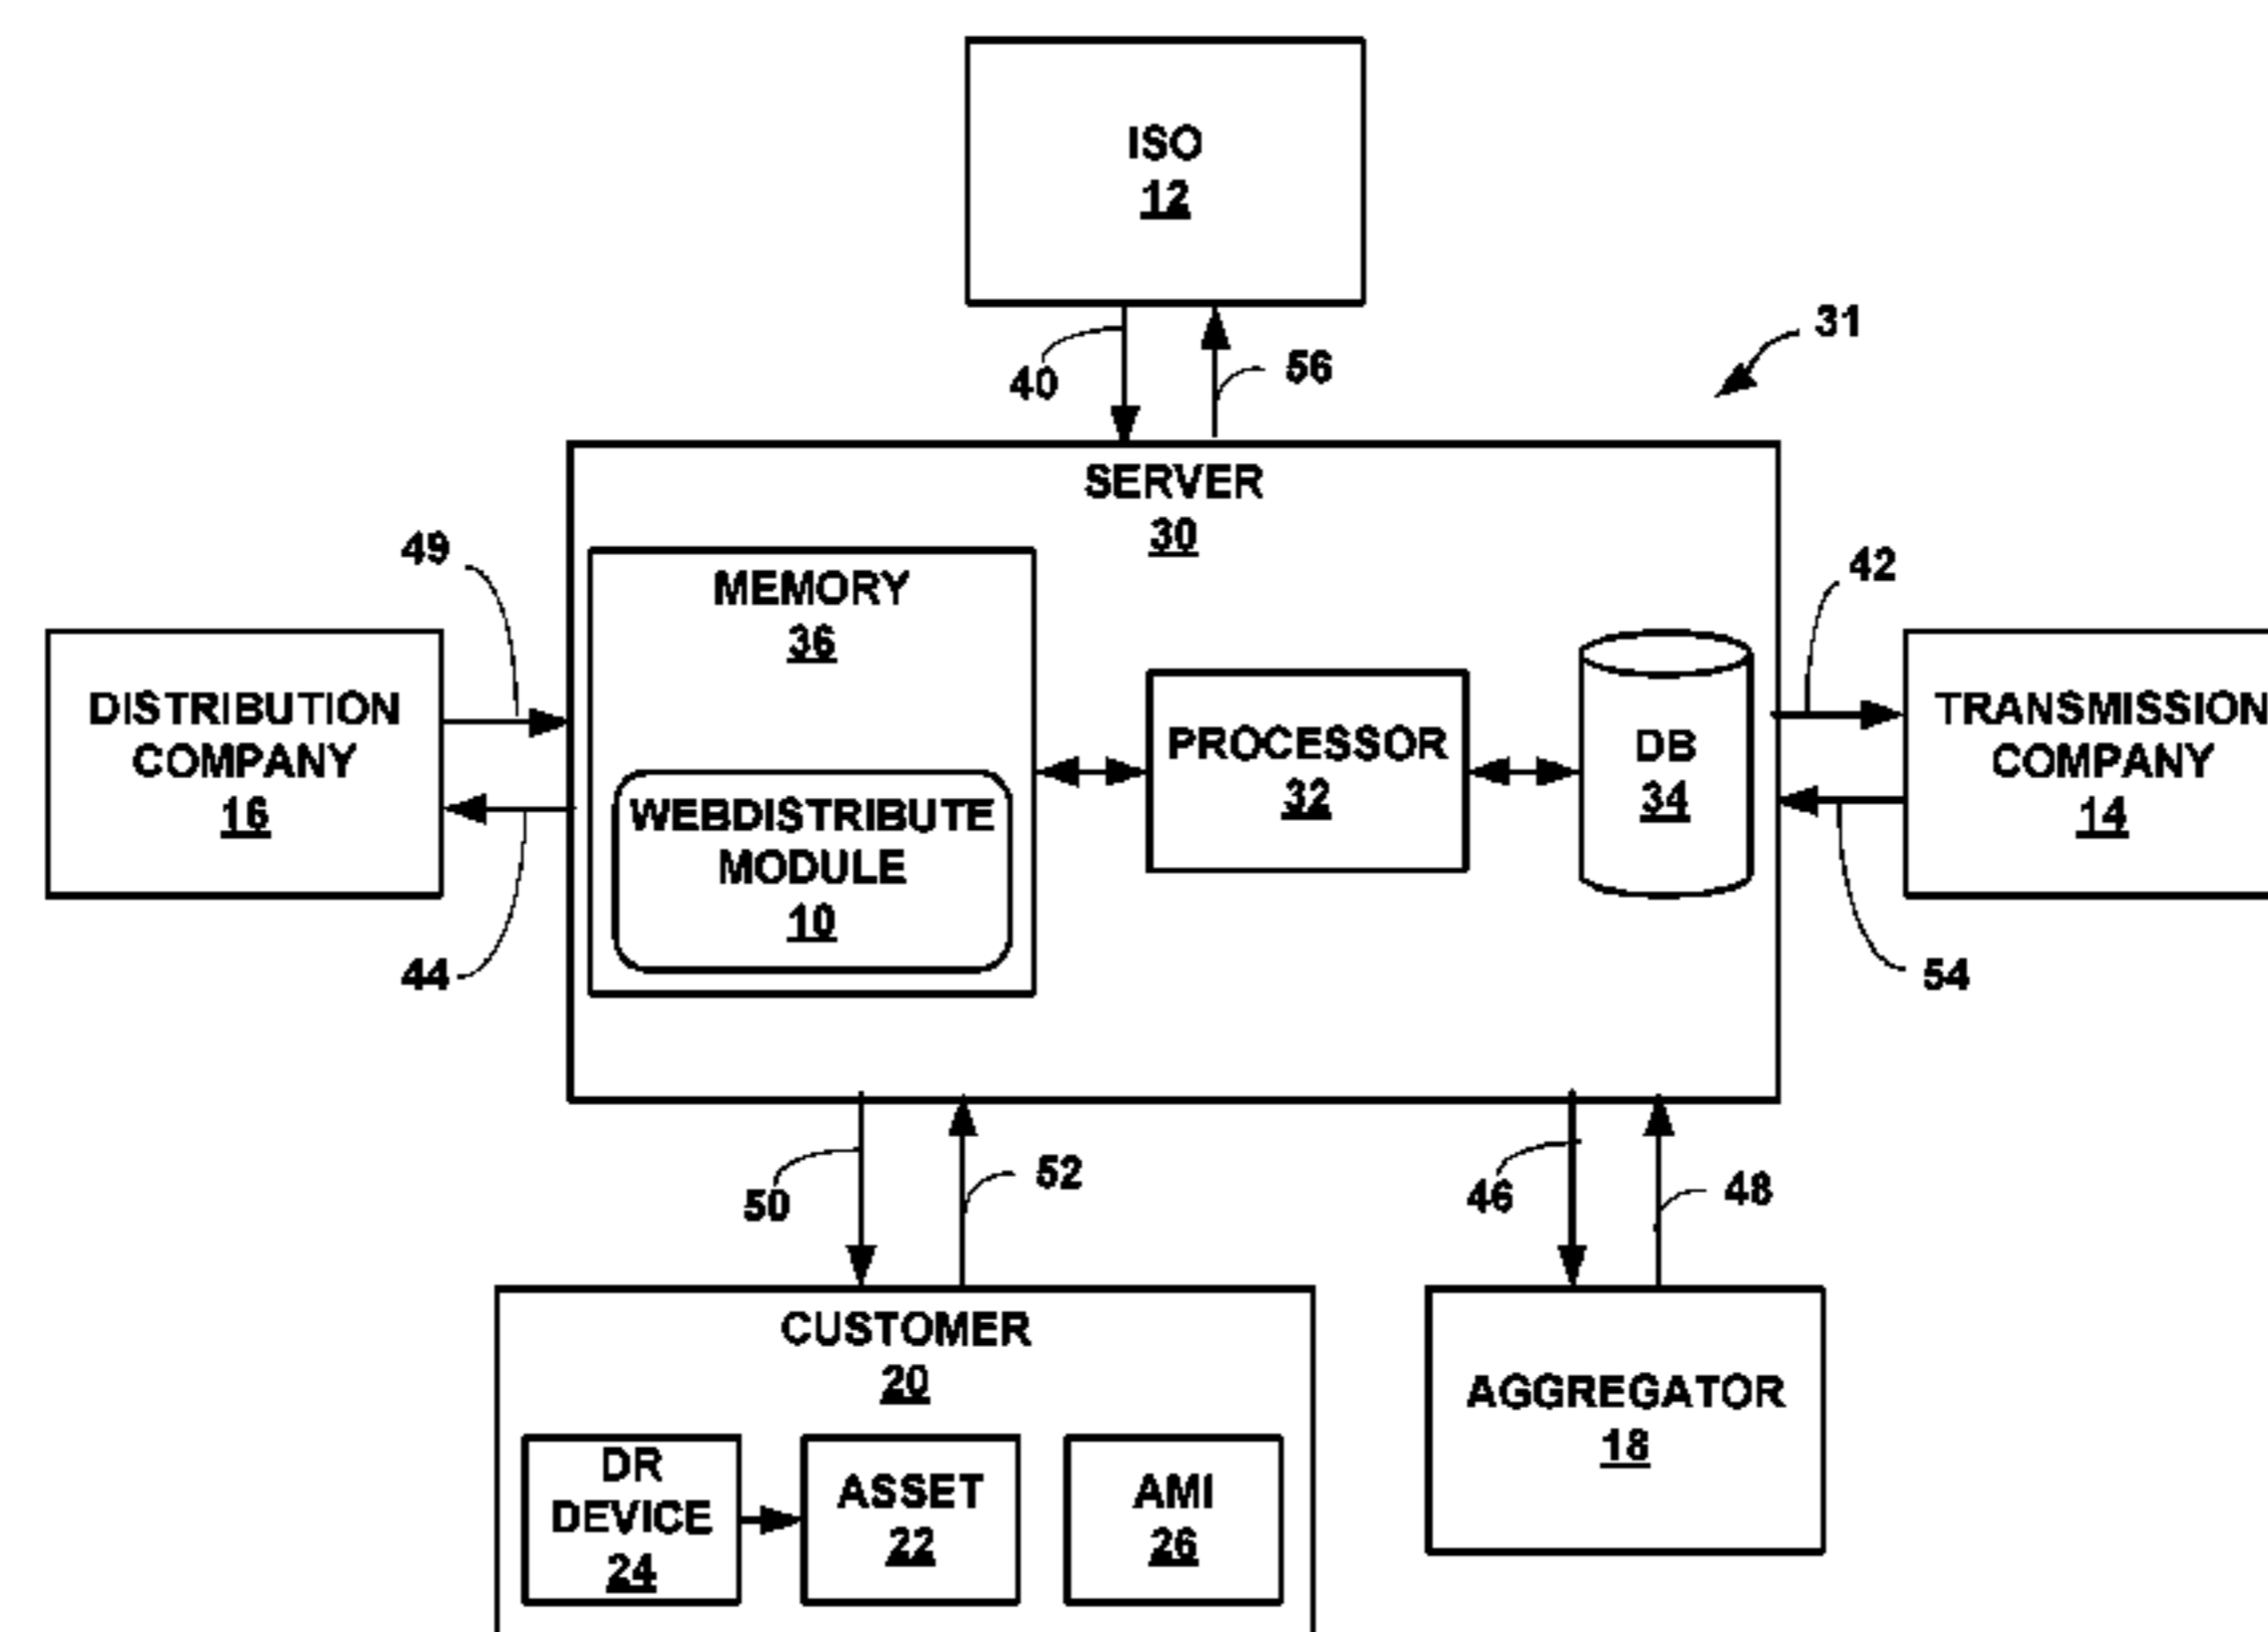 ISO
12
31
40
56
SERVER
30
49
42
MEMORY
36
DISTRIBUTION
COMPANY
16
PROCESSOR
32
DB
34
TRANSMISSION
COMPANY
14
WEBDISTRIBUTE
MODULE
10
44
54
50
52
46
48
CUSTOMER
20
AGGREGATOR
18
DR
DEVICE
24
ASSET
22
AMI
26